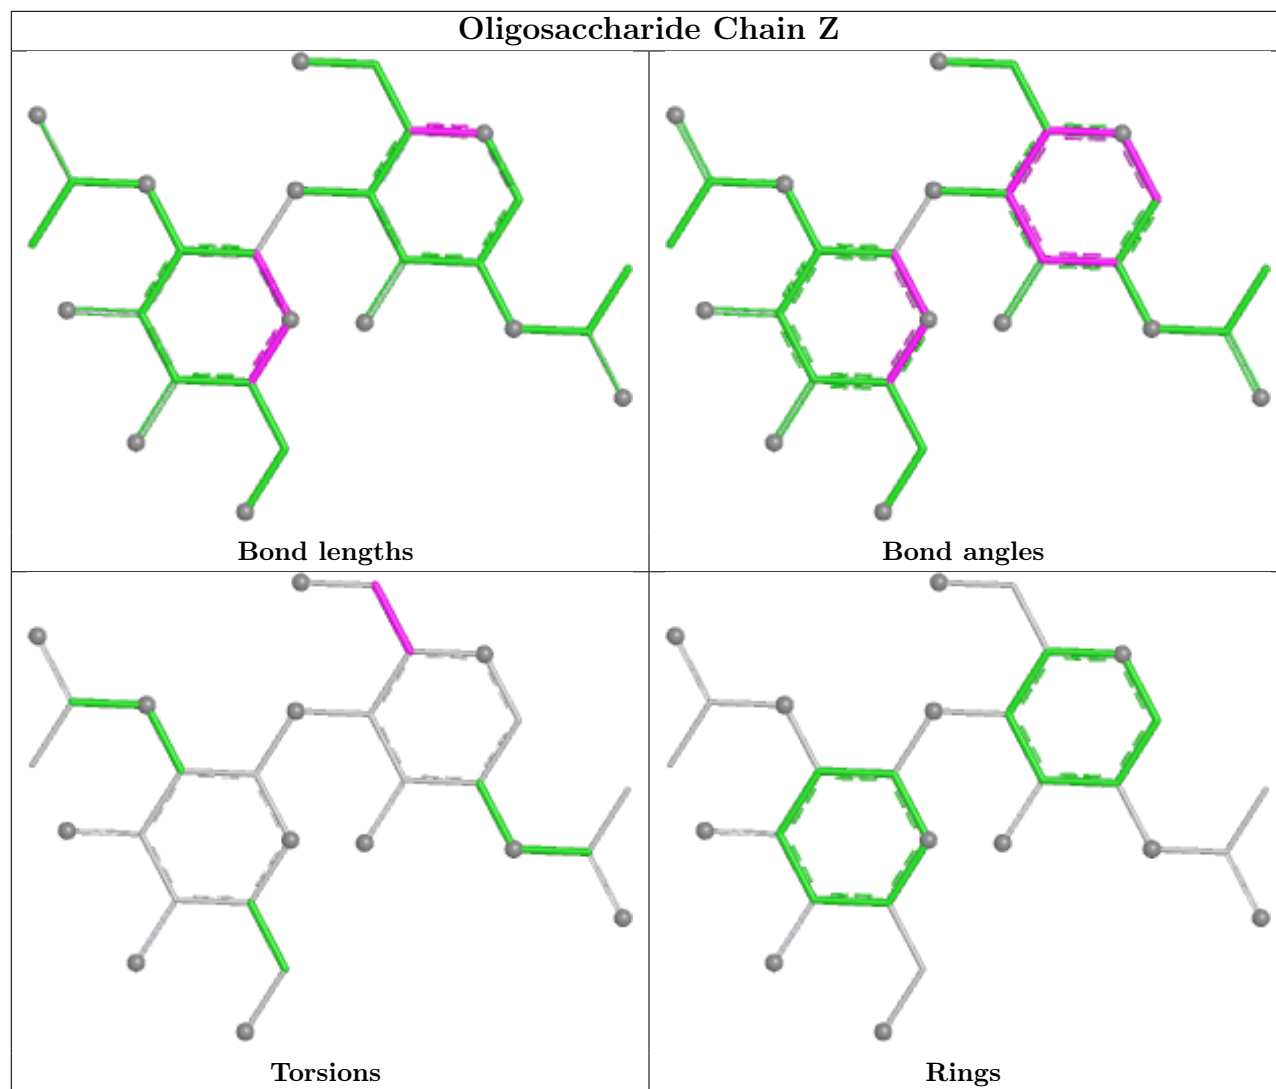 Oligosaccharide Chain Z
Bond lengths
Bond angles
Torsions
Rings